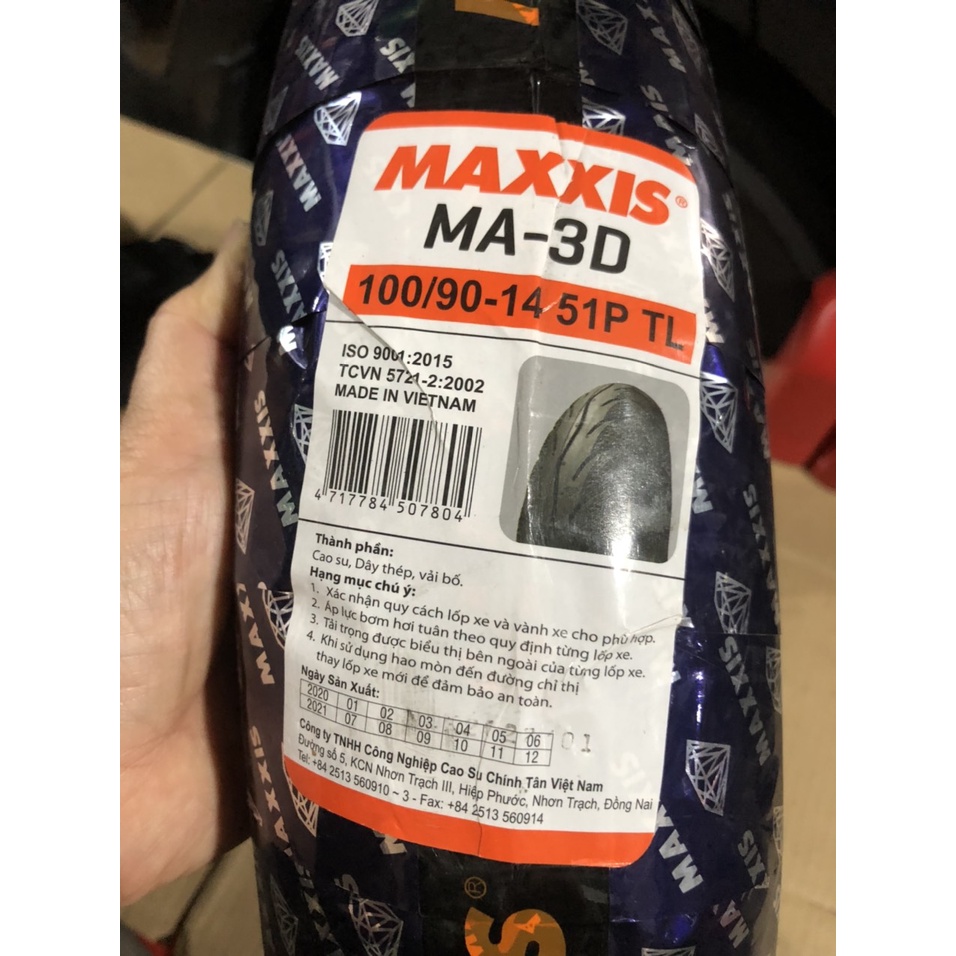 MAXXIS®
MA-3D
100/90-14 51P TL
ISO 9001:2015
TCVN 5721-2:2002
MADE IN VIETNAM
4 717784 507804
Thành phần:
Cao su, Dây thép, vải bố.
Hạng mục chú ý:
1. Xác nhận quy cách lốp xe và vành xe cho phù hợp.
2. Áp lực bơm hơi tuân theo quy định từng lốp xe.
3. Tải trọng được biểu thị bên ngoài của từng lốp xe.
4. Khi sử dụng hao mòn đến đường chỉ thị
thay lốp xe mới để đảm bảo an toàn.
Ngày Sản Xuất:
2020 01 02 03 04 05 06
2021 07 08 09 10 11 12
Công ty TNHH Công Nghiệp Cao Su Chính Tân Việt Nam
Đường số 5, KCN Nhơn Trạch III, Hiệp Phước, Nhơn Trạch, Đồng Nai
Tel: +84 2513 560910 ~ 3 - Fax: +84 2513 560914
MAXXIS
MAXXIS
MAXXIS
MAXXIS
MAXXIS
MAXXIS